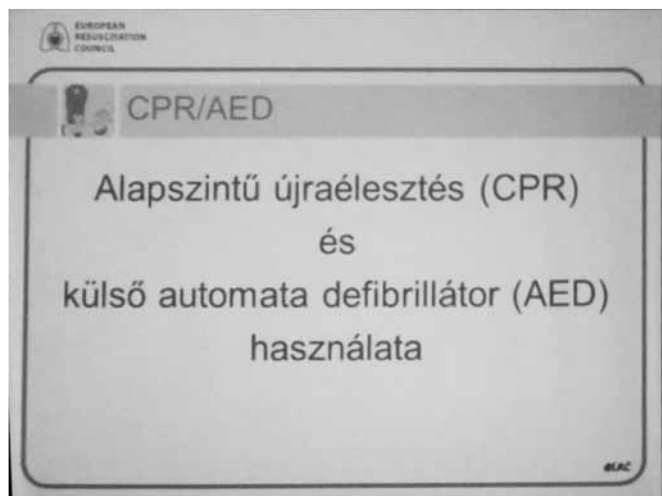 EUROPEAN
RESUSCITATION
COUNCIL
CPR/AED
Alapszintű újraélesztés (CPR)
és
külső automata defibrillátor (AED)
használata